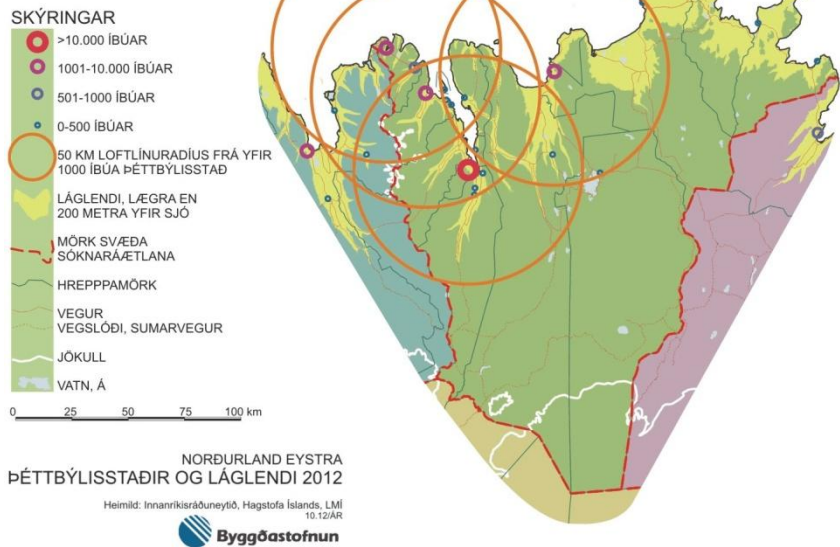 SKÝRINGAR
>10.000 ÍBÚAR
1001-10.000 ÍBÚAR
501-1000 ÍBÚAR
0-500 ÍBÚAR
50 KM LOFTLÍNURADÍUS FRÁ YFIR
1000 ÍBÚA ÞÉTTBÝLISSTAÐ
LÁGLENDI, LÆGRA EN
200 METRA YFIR SJÓ
MÖRK SVÆÐA
SÓKNARÁÆTLANA
HREPPPAMÖRK
VEGUR
VEGSLÓÐI, SUMARVEGUR
JÖKULL
VATN, Á
0 25 50 75 100 km
NORÐURLAND EYSTRA
ÞÉTTBÝLISSTAÐIR OG LÁGLENDI 2012
Heimild: Innanríkisráðuneytið, Hagstofa Íslands, LMÍ
10.12/ÁR
Byggðastofnun